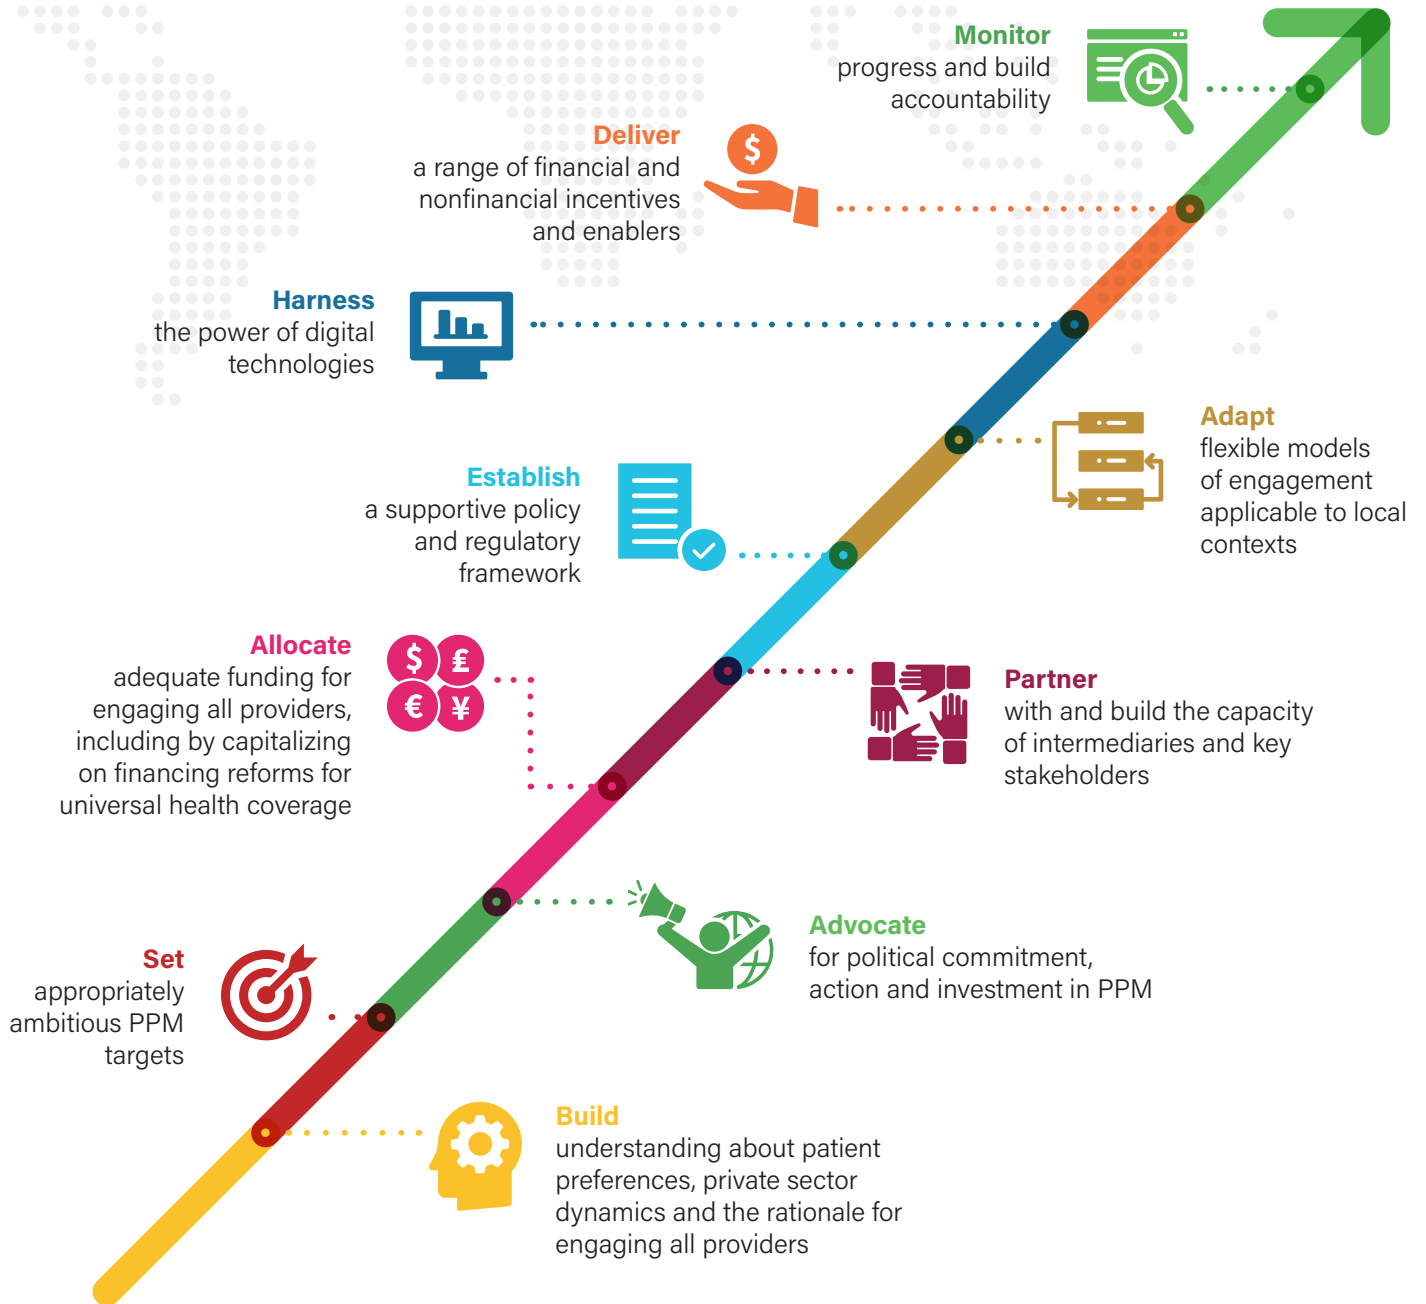 Monitor
progress and build
accountability
Deliver
a range of financial and
nonfinancial incentives
and enablers
Harness
the power of digital
technologies
Adapt
flexible models
of engagement
applicable to local
contexts
Establish
a supportive policy
and regulatory
framework
Allocate
adequate funding for
engaging all providers,
including by capitalizing
on financing reforms for
universal health coverage
Partner
with and build the capacity
of intermediaries and key
stakeholders
Advocate
for political commitment,
action and investment in PPM
Set
appropriately
ambitious PPM
targets
Build
understanding about patient
preferences, private sector
dynamics and the rationale for
engaging all providers